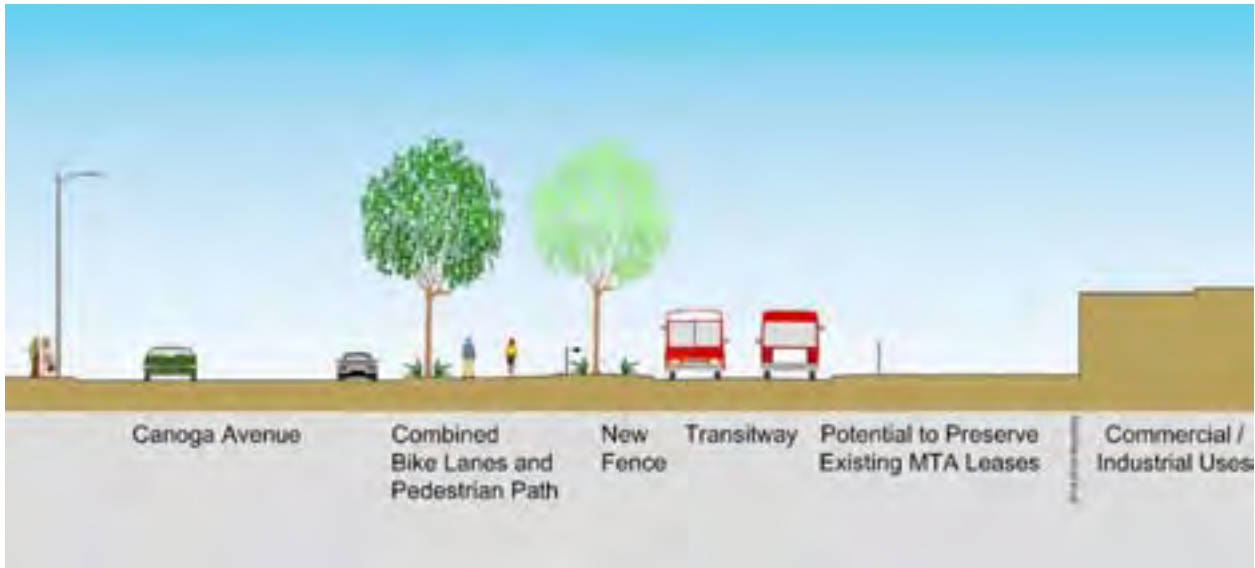 Canoga Avenue
Combined
Bike Lanes and
Pedestrian Path
New
Fence
Transitway
Potential to Preserve
Existing MTA Leases
Commercial /
Industrial Uses